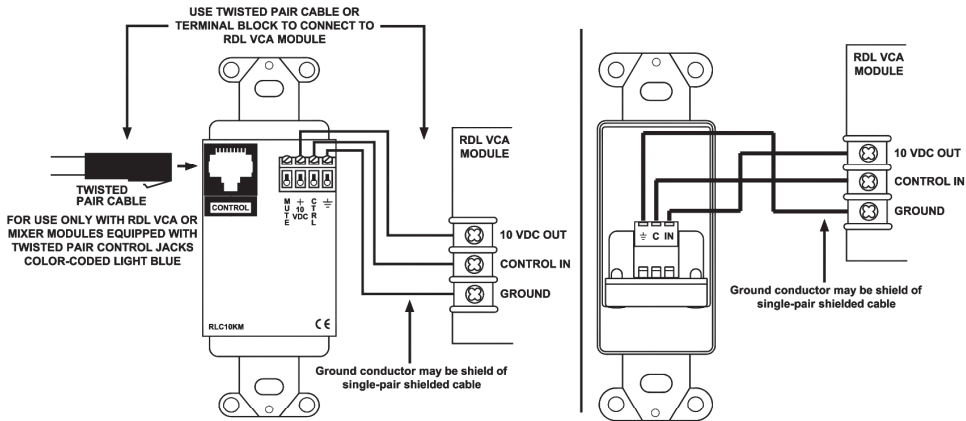 USE TWISTED PAIR CABLE OR
TERMINAL BLOCK TO CONNECT TO
RDL VCA MODULE
TWISTED
PAIR CABLE
FOR USE ONLY WITH RDL VCA OR
MIXER MODULES EQUIPPED WITH
TWISTED PAIR CONTROL JACKS
COLOR-CODED LIGHT BLUE
CONTROL
MUTE
+ 10 VDC
CTRL
⏚
RLC10KM
CE
RDL VCA
MODULE
10 VDC OUT
CONTROL IN
GROUND
Ground conductor may be shield of
single-pair shielded cable
RDL VCA
MODULE
10 VDC OUT
CONTROL IN
GROUND
⏚ C IN
Ground conductor may be shield of
single-pair shielded cable